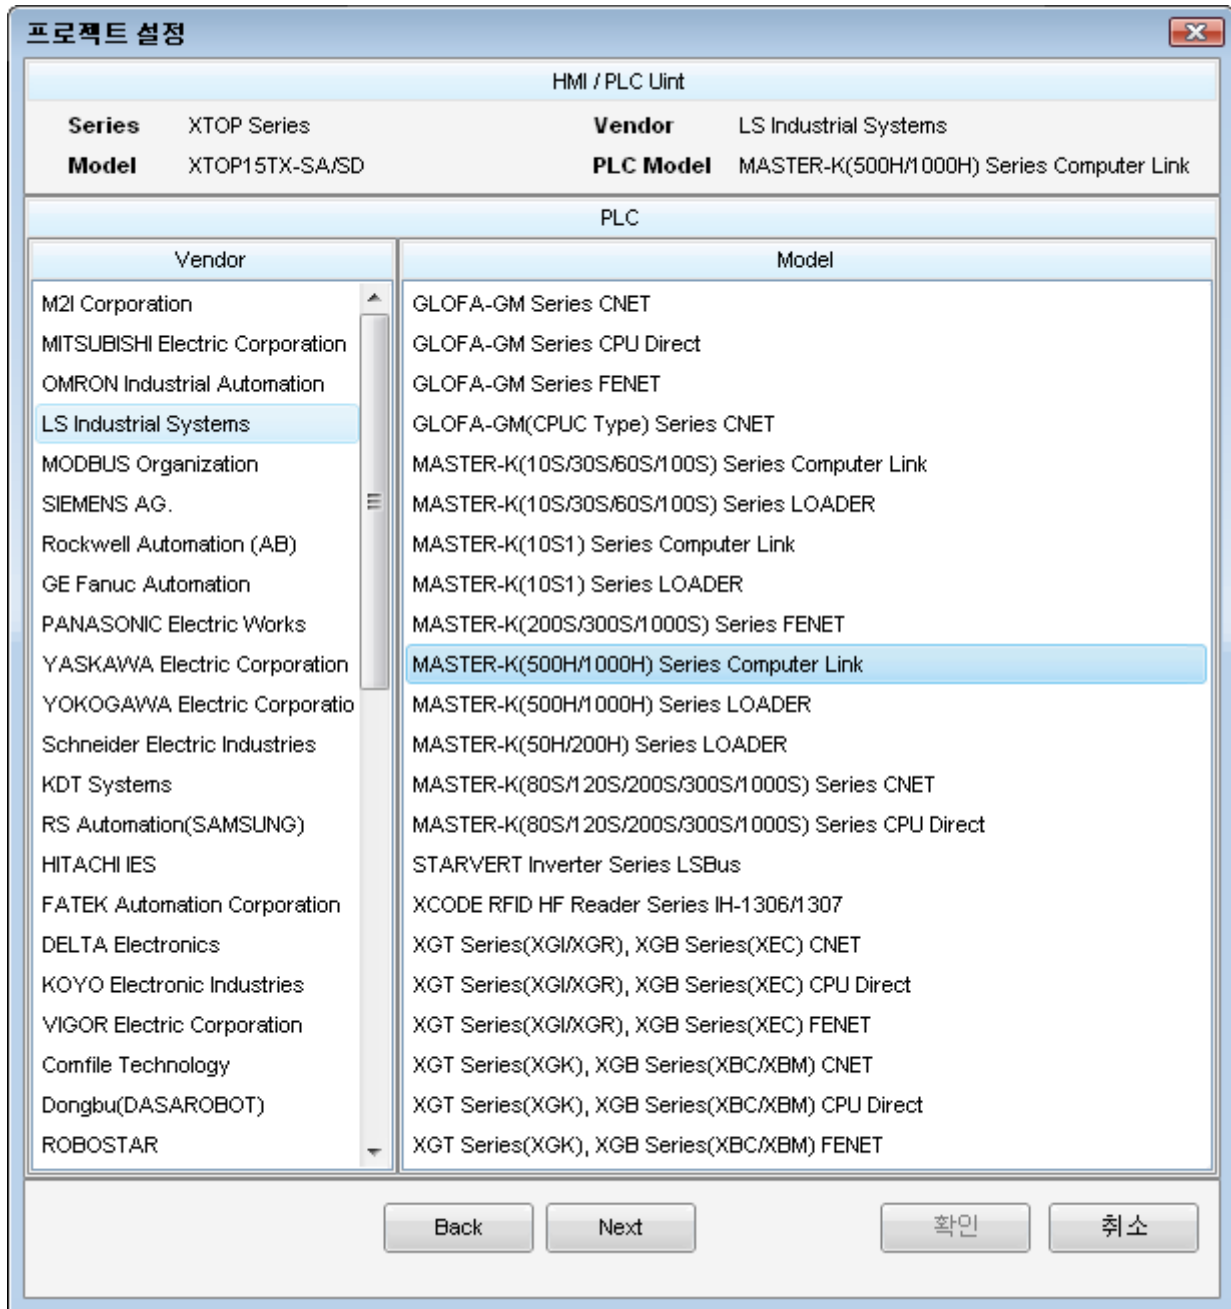 프로젝트 설정
HMI / PLC Uint
Series XTOP Series Vendor LS Industrial Systems
Model XTOP15TX-SA/SD PLC Model MASTER-K(500H/1000H) Series Computer Link
PLC
Vendor
M2I Corporation
MITSUBISHI Electric Corporation
OMRON Industrial Automation
LS Industrial Systems
MODBUS Organization
SIEMENS AG.
Rockwell Automation (AB)
GE Fanuc Automation
PANASONIC Electric Works
YASKAWA Electric Corporation
YOKOGAWA Electric Corporatio
Schneider Electric Industries
KDT Systems
RS Automation(SAMSUNG)
HITACHI IES
FATEK Automation Corporation
DELTA Electronics
KOYO Electronic Industries
VIGOR Electric Corporation
Comfile Technology
Dongbu(DASAROBOT)
ROBOSTAR
Model
GLOFA-GM Series CNET
GLOFA-GM Series CPU Direct
GLOFA-GM Series FENET
GLOFA-GM(CPUC Type) Series CNET
MASTER-K(10S/30S/60S/100S) Series Computer Link
MASTER-K(10S/30S/60S/100S) Series LOADER
MASTER-K(10S1) Series Computer Link
MASTER-K(10S1) Series LOADER
MASTER-K(200S/300S/1000S) Series FENET
MASTER-K(500H/1000H) Series Computer Link
MASTER-K(500H/1000H) Series LOADER
MASTER-K(50H/200H) Series LOADER
MASTER-K(80S/120S/200S/300S/1000S) Series CNET
MASTER-K(80S/120S/200S/300S/1000S) Series CPU Direct
STARVERT Inverter Series LSBus
XCODE RFID HF Reader Series IH-1306/1307
XGT Series(XGI/XGR), XGB Series(XEC) CNET
XGT Series(XGI/XGR), XGB Series(XEC) CPU Direct
XGT Series(XGI/XGR), XGB Series(XEC) FENET
XGT Series(XGK), XGB Series(XBC/XBM) CNET
XGT Series(XGK), XGB Series(XBC/XBM) CPU Direct
XGT Series(XGK), XGB Series(XBC/XBM) FENET
Back Next 확인 취소